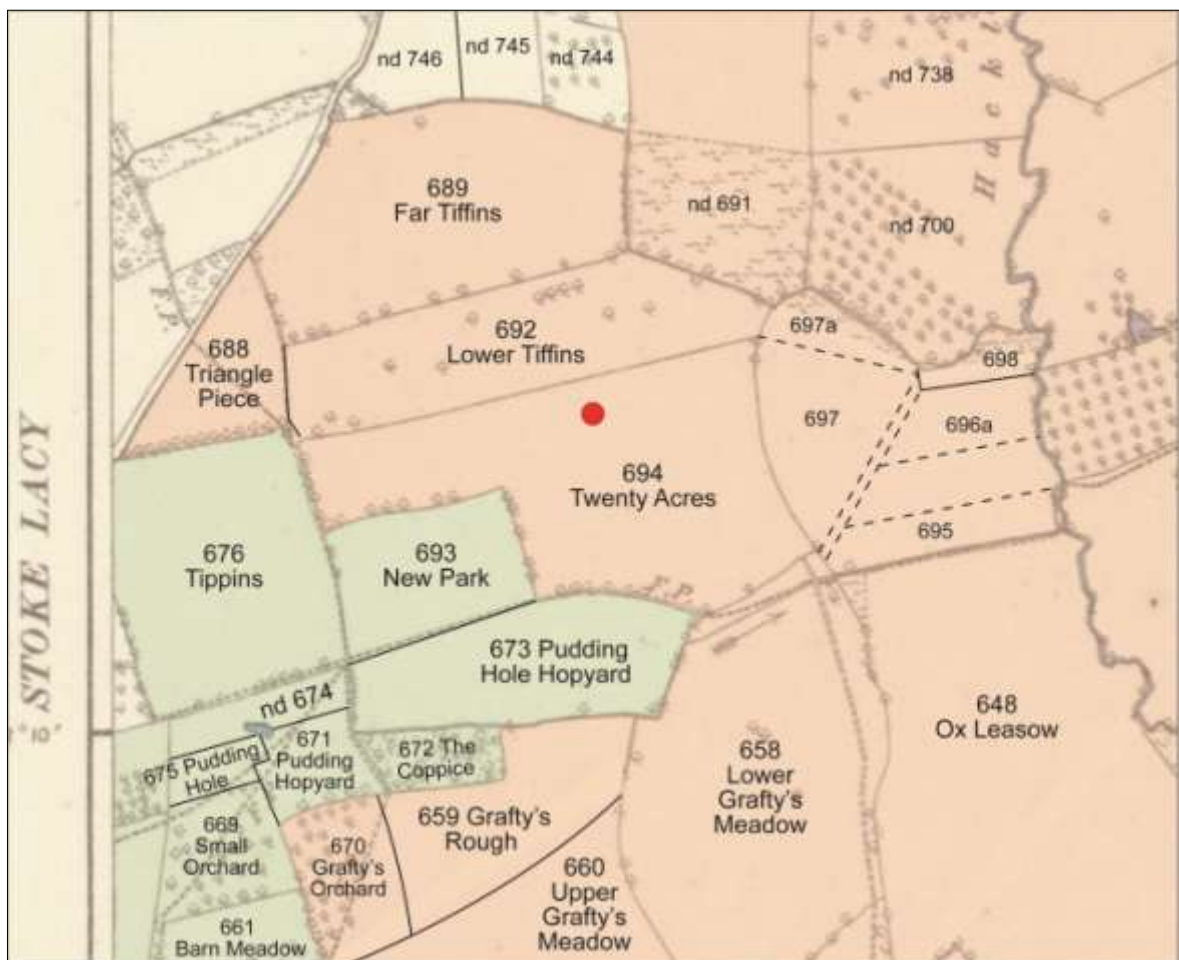 nd 746
nd 745
nd 744
nd 738
Hackl
689
Far Tiffins
nd 691
nd 700
F.P.
697a
692
Lower Tiffins
688
Triangle
Piece
698
697
696a
694
Twenty Acres
695
STOKE LACY
676
Tippins
693
New Park
F.P.
673 Pudding
Hole Hopyard
nd 674
648
Ox Leasow
671
Pudding
Hopyard
672 The
Coppice
675 Pudding
Hole
658
Lower
Grafty's
Meadow
659 Grafty's
Rough
669
Small
Orchard
670
Grafty's
Orchard
660
Upper
Grafty's
Meadow
661
Barn Meadow